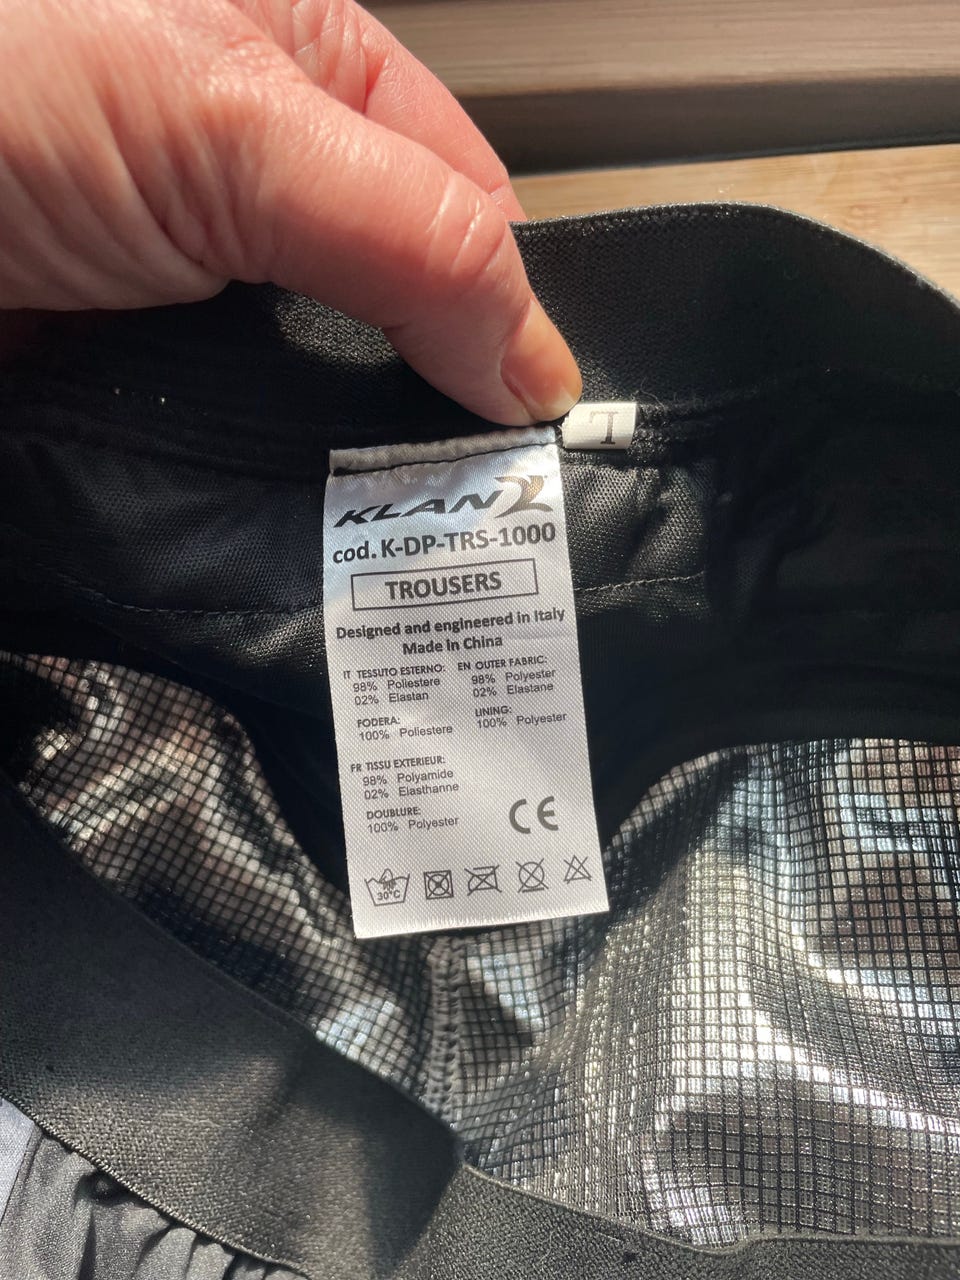 L
KLAN
cod. K-DP-TRS-1000
TROUSERS
Designed and engineered in Italy
Made in China
IT TESSUTO ESTERNO:
98% Poliestere
02% Elastan
FODERA:
100% Poliestere
EN OUTER FABRIC:
98% Polyester
02% Elastane
LINING:
100% Polyester
FR TISSU EXTERIEUR:
98% Polyamide
02% Elasthanne
DOUBLURE:
100% Polyester
CE
30°C